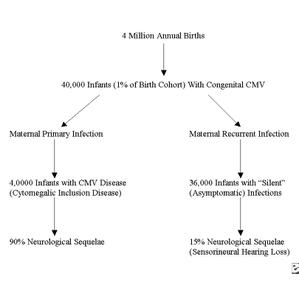 4 Million Annual Births
40,000 Infants (1% of Birth Cohort) With Congenital CMV
Maternal Primary Infection
Maternal Recurrent Infection
4,0000 Infants with CMV Disease
(Cytomegalic Inclusion Disease)
36,000 Infants with “Silent”
(Asymptomatic) Infections
90% Neurological Sequelae
15% Neurological Sequelae
(Sensorineural Hearing Loss)